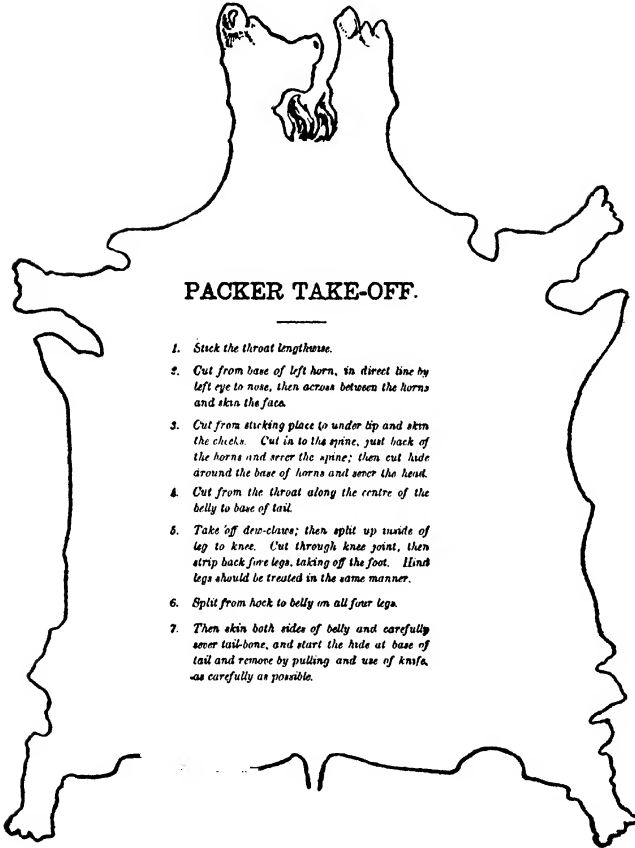 PACKER TAKE-OFF.
1. Stick the throat lengthwise.
2. Cut from base of left horn, in direct line by
left eye to nose, then across between the horns
and skin the face.
3. Cut from sticking place to under lip and skin
the cheeks. Cut in to the spine, just back of
the horns and sever the spine; then cut hide
around the base of horns and sever the head.
4. Cut from the throat along the centre of the
belly to base of tail.
5. Take off dew-claws; then split up inside of
leg to knee. Cut through knee joint, then
strip back fore legs, taking off the foot. Hind
legs should be treated in the same manner.
6. Split from hock to belly on all four legs.
7. Then skin both sides of belly and carefully
sever tail-bone, and start the hide at base of
tail and remove by pulling and use of knife,
as carefully as possible.